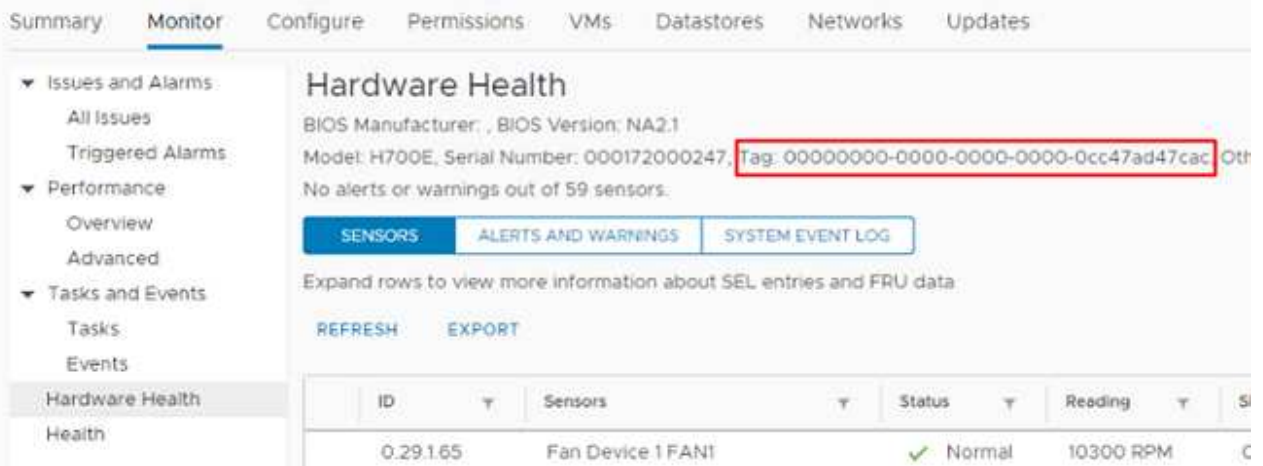 Summary Monitor Configure Permissions VMs Datastores Networks Updates
Issues and Alarms
All Issues
Triggered Alarms
Performance
Overview
Advanced
Tasks and Events
Tasks
Events
Hardware Health
Health
Hardware Health
BIOS Manufacturer: , BIOS Version: NA2.1
Model: H700E, Serial Number: 000172000247, Tag: 00000000-0000-0000-0000-0cc47ad47cac, Oth
No alerts or warnings out of 59 sensors.
SENSORS ALERTS AND WARNINGS SYSTEM EVENT LOG
Expand rows to view more information about SEL entries and FRU data
REFRESH EXPORT
ID Sensors Status Reading
0.29.1.65 Fan Device 1 FAN1 Normal 10300 RPM